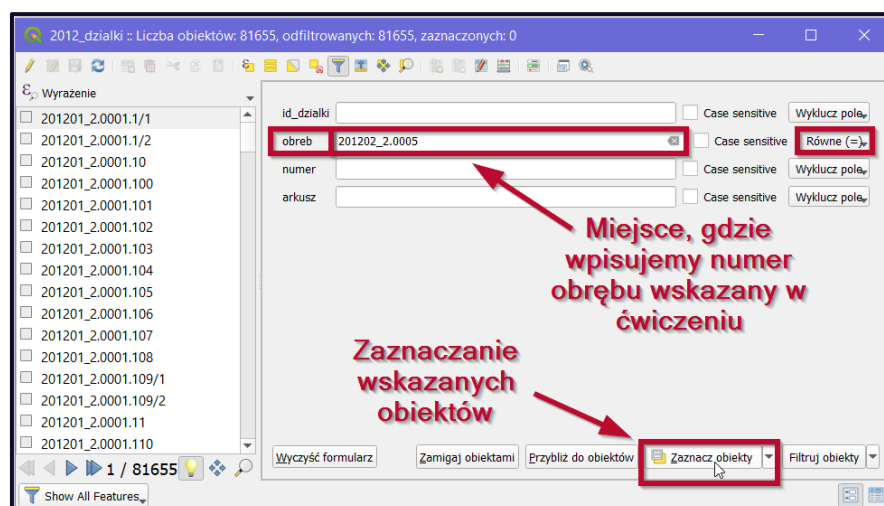 2012_dzialki :: Liczba obiektów: 81655, odfiltrowanych: 81655, zaznaczonych: 0
Wyrażenie
201201_2.0001.1/1
201201_2.0001.1/2
201201_2.0001.10
201201_2.0001.100
201201_2.0001.101
201201_2.0001.102
201201_2.0001.103
201201_2.0001.104
201201_2.0001.105
201201_2.0001.106
201201_2.0001.107
201201_2.0001.108
201201_2.0001.109/1
201201_2.0001.109/2
201201_2.0001.11
201201_2.0001.110
1 / 81655
Show All Features
id_dzialki Case sensitive Wyklucz pole
obreb 201202_2.0005 Case sensitive Równe (=)
numer Case sensitive Wyklucz pole
arkusz Case sensitive Wyklucz pole
Miejsce, gdzie
wpisujemy numer
obrębu wskazany w
ćwiczeniu
Zaznaczanie
wskazanych
obiektów
Wyczyść formularz Zamigaj obiektami Przybliż do obiektów Zaznacz obiekty Filtruj obiekty